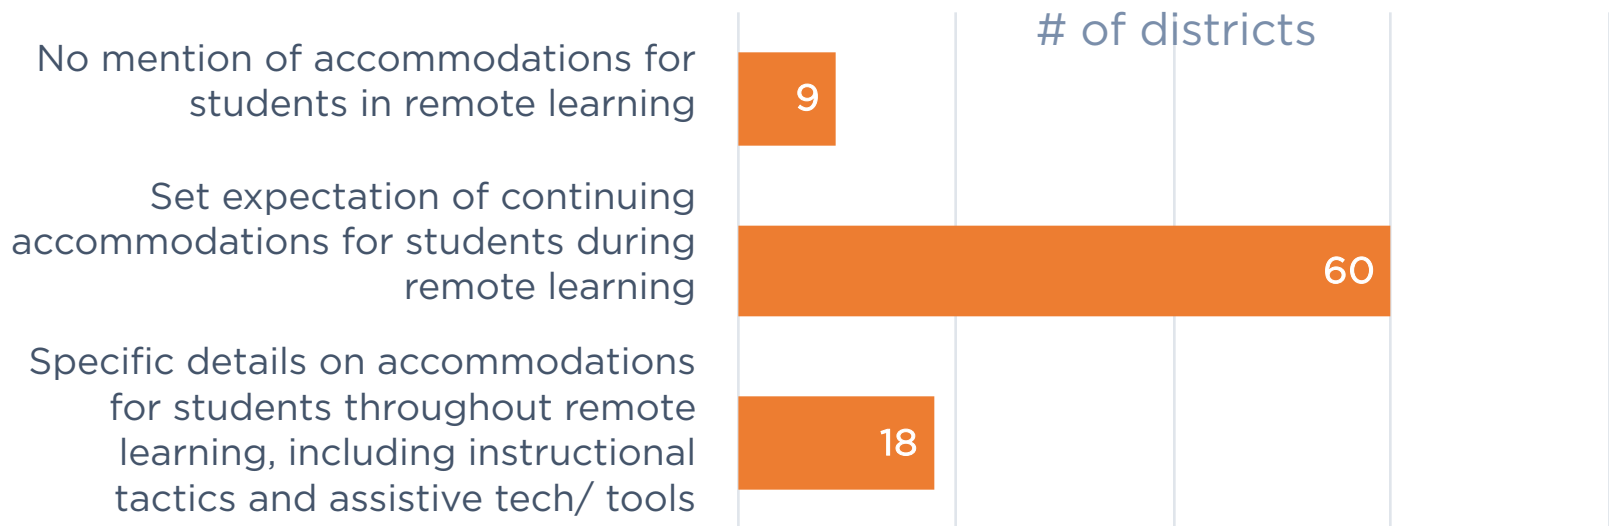 # of districts
No mention of accommodations for
students in remote learning
9
Set expectation of continuing
accommodations for students during
remote learning
60
Specific details on accommodations
for students throughout remote
learning, including instructional
tactics and assistive tech/ tools
18